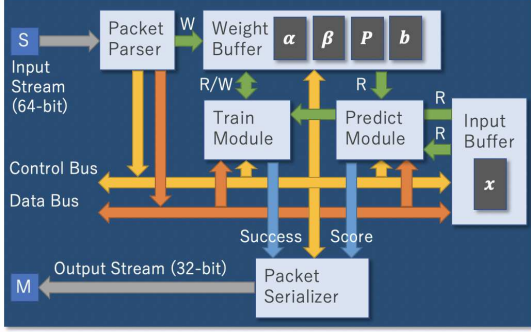 S
Input
Stream
(64-bit)
Packet
Parser
W
Weight
Buffer
α
β
P
b
R/W
R
Train
Module
Predict
Module
R
R
Input
Buffer
x
Control Bus
Data Bus
Success
Score
Output Stream (32-bit)
M
Packet
Serializer